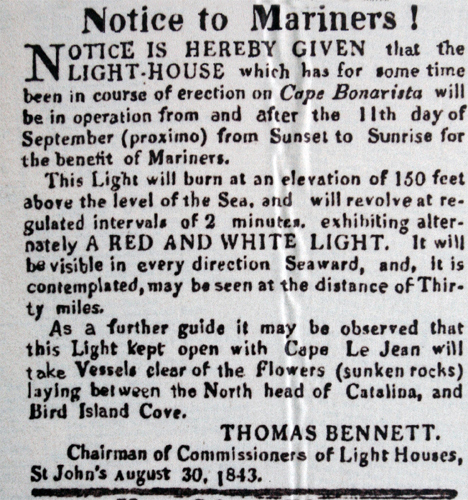 Notice to Mariners !
NOTICE IS HEREBY GIVEN that the
LIGHT-HOUSE which has for some time
been in course of erection on Cape Bonarista will
be in operation from and after the 11th day of
September (proximo) from Sunset to Sunrise for
the benefit of Mariners.
This Light will burn at an elevation of 150 feet
above the level of the Sea, and will revolve at re-
gulated intervals of 2 minutes. exhibiting alter-
nately A RED AND WHITE LIGHT. It will
be visible in every direction Seaward, and, it is
contemplated, may be seen at the distance of Thir-
ty miles.
As a further guide it may be observed that
this Light kept open with Cape Le Jean will
take Vessels clear of the Flowers (sunken rocks)
laying between the North head of Catalina, and
Bird Island Cove.
THOMAS BENNETT.
Chairman of Commissioners of Light Houses,
St John's August 30, 1843.